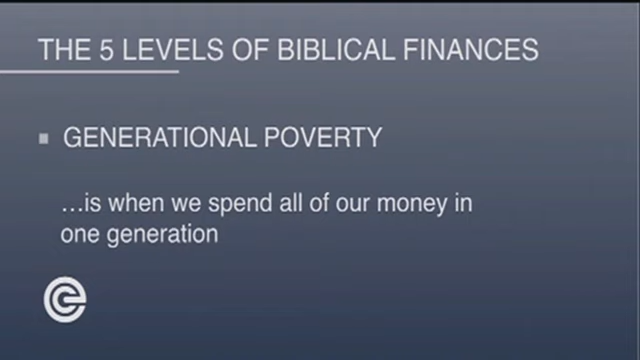 THE 5 LEVELS OF BIBLICAL FINANCES
GENERATIONAL POVERTY
…is when we spend all of our money in
one generation